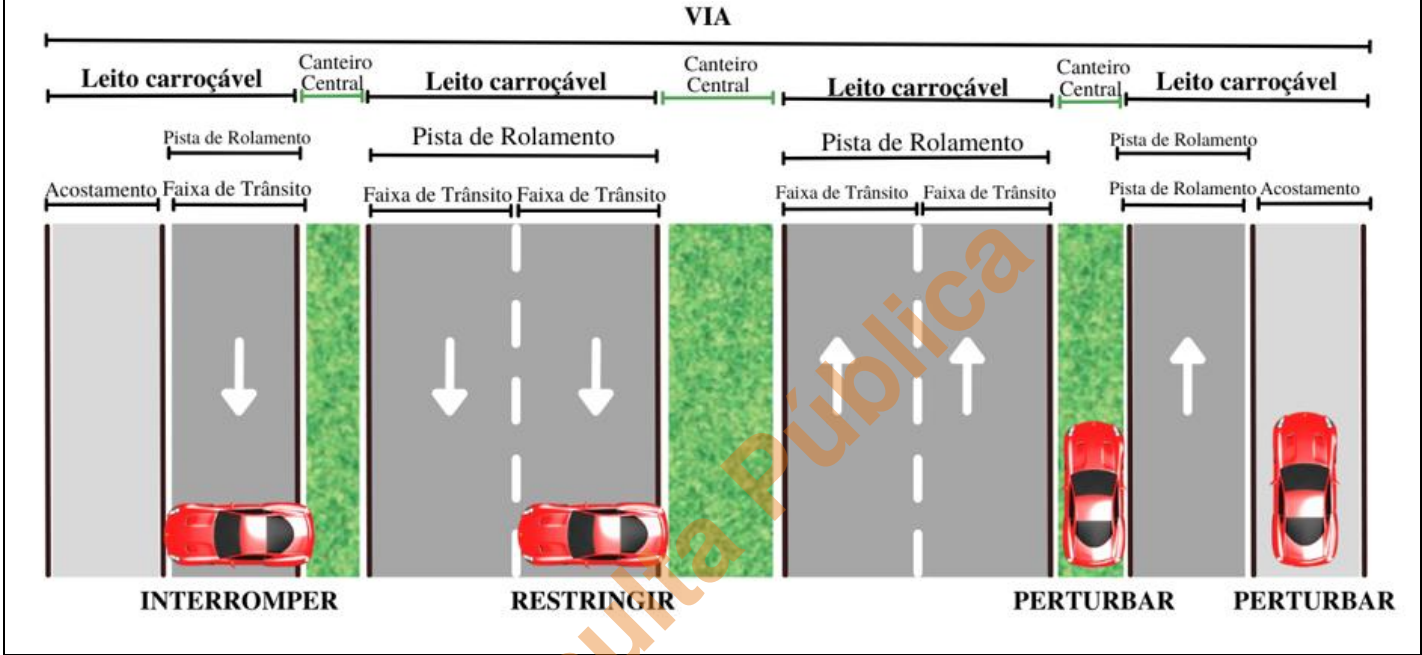 VIA
Leito carroçável
Canteiro
Central
Leito carroçável
Canteiro
Central
Leito carroçável
Canteiro
Central
Leito carroçável
Pista de Rolamento
Pista de Rolamento
Pista de Rolamento
Pista de Rolamento
Acostamento
Faixa de Trânsito
Faixa de Trânsito
Faixa de Trânsito
Faixa de Trânsito
Faixa de Trânsito
Pista de Rolamento
Acostamento
ulta Pública
INTERROMPER
RESTRINGIR
PERTURBAR
PERTURBAR